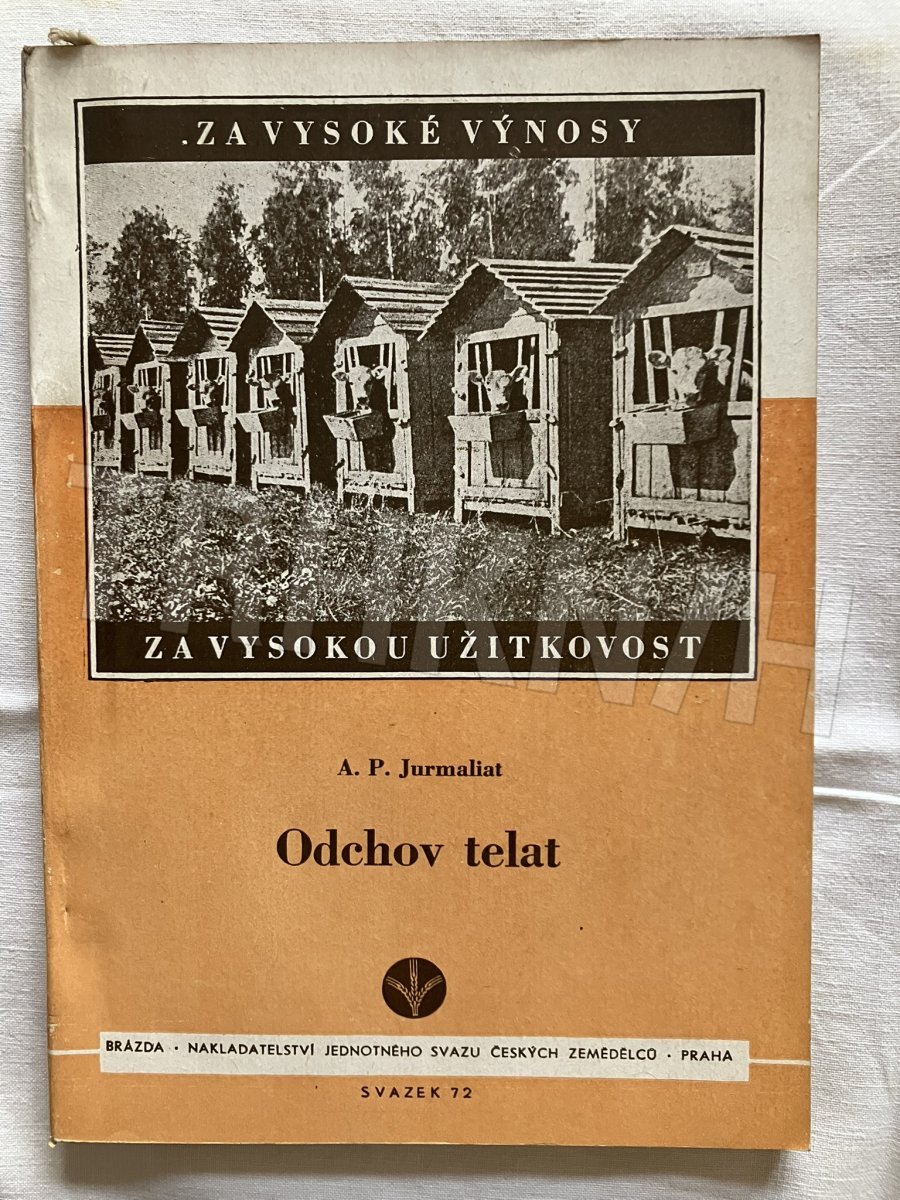 ZA VYSOKÉ VÝNOSY
ZA VYSOKOU UŽITKOVOST
A. P. Jurmaliat
Odchov telat
BRÁZDA · NAKLADATELSTVÍ JEDNOTNÉHO SVAZU ČESKÝCH ZEMĚDĚLCŮ · PRAHA
SVAZEK 72